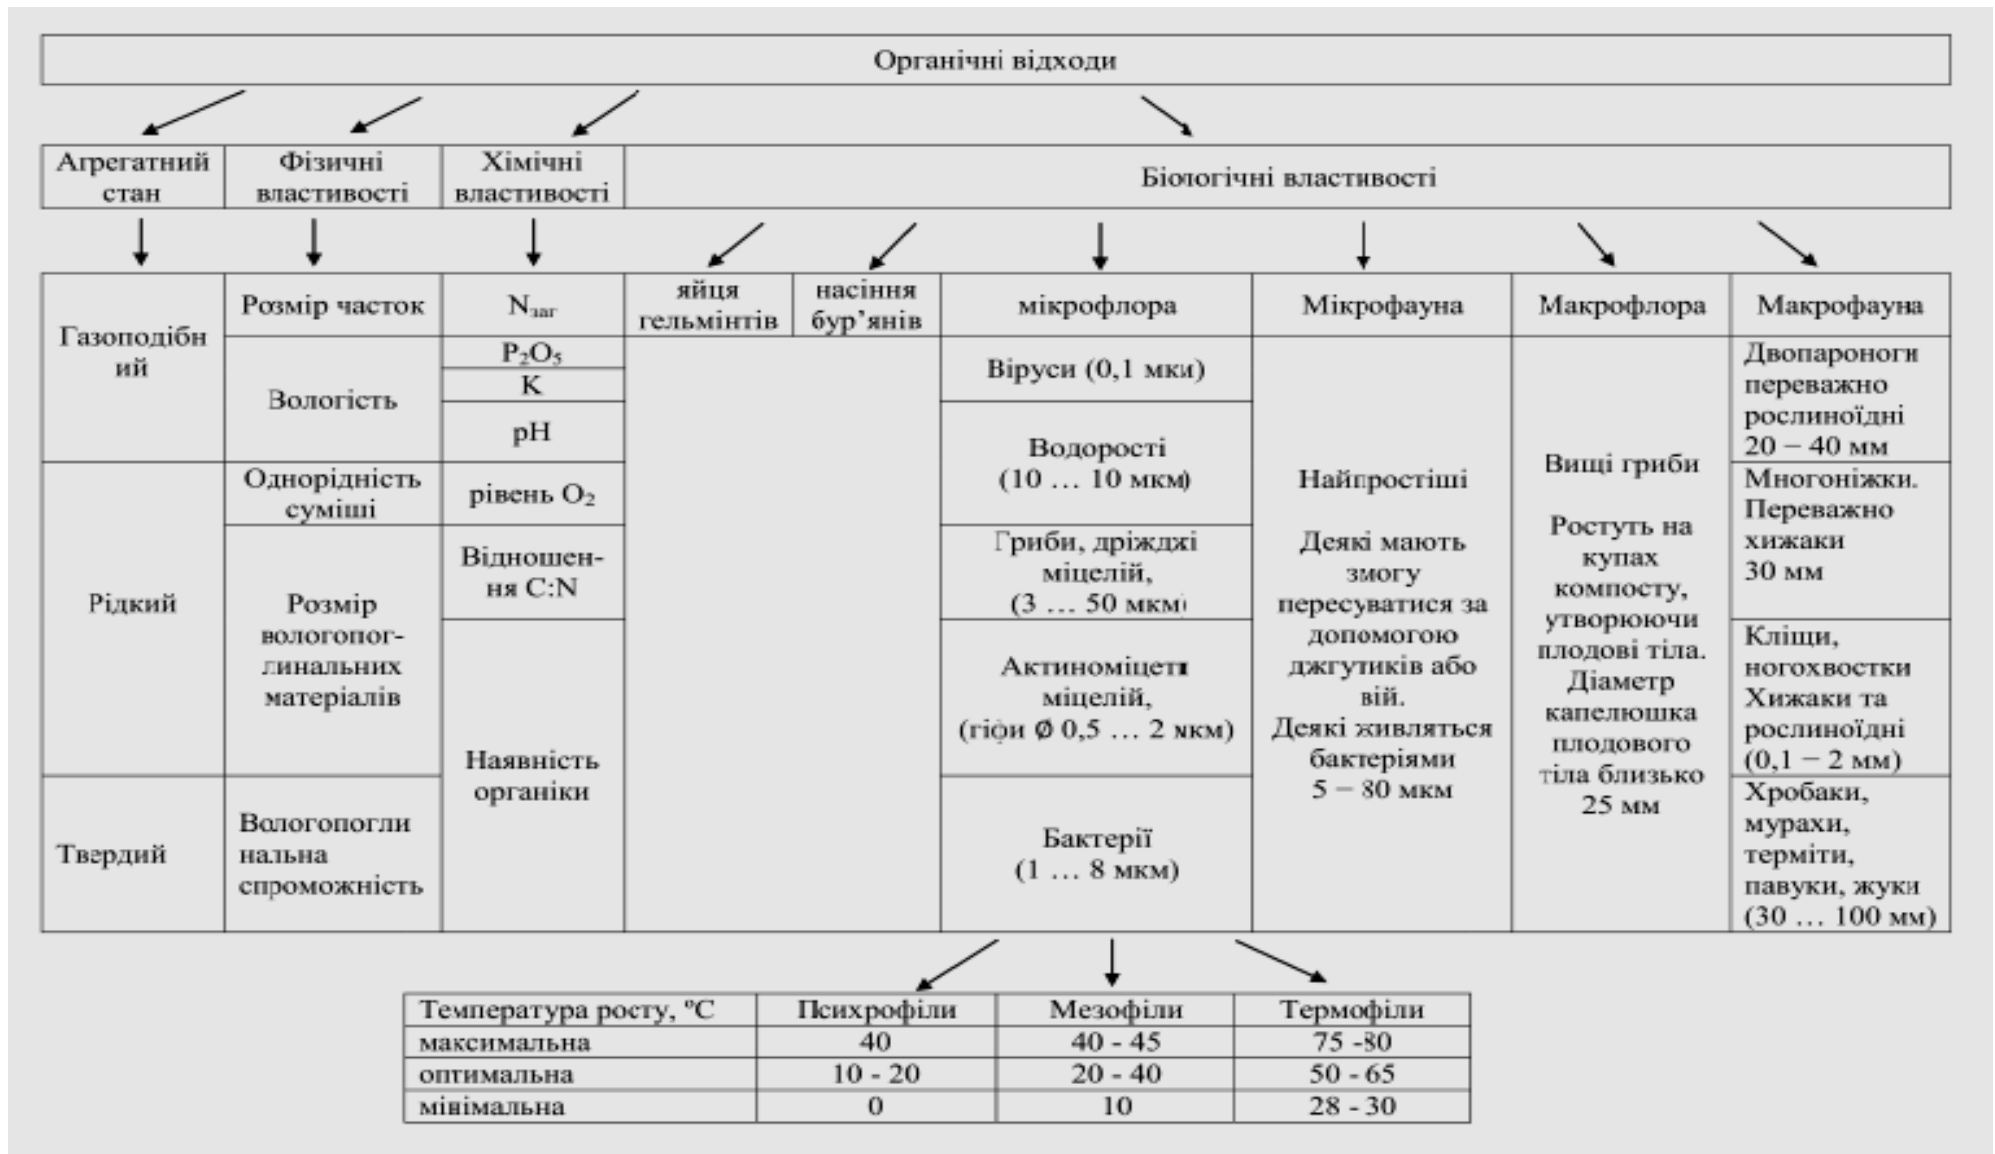 Органічні відходи
Агрегатний
стан
Фізичні
властивості
Хімічні
властивості
Біологічні властивості
Газоподібн
ий
Рідкий
Твердий
Розмір часток
Вологість
Однорідність
суміші
Розмір
вологопог-
линальних
матеріалів
Вологопогли
нальна
спроможність
Nзаг
P₂O₅
K
pH
рівень O₂
Відношен-
ня C:N
Наявність
органіки
яйця
гельмінтів
насіння
бур’янів
мікрофлора
Віруси (0,1 мки)
Водорості
(10 … 10 мкм)
Гриби, дріжджі
міцелій,
(3 … 50 мкм)
Актиноміцети
міцелій,
(гіфи Ø 0,5 … 2 мкм)
Бактерії
(1 … 8 мкм)
Мікрофауна
Найпростіші
Деякі мають
змогу
пересуватися за
допомогою
джгутиків або
вій.
Деякі живляться
бактеріями
5 – 80 мкм
Макрофлора
Вищі гриби
Ростуть на
купах
компосту,
утворюючи
плодові тіла.
Діаметр
капелюшка
плодового
тіла близько
25 мм
Макрофауна
Двопароноги
переважно
рослиноїдні
20 – 40 мм
Многоніжки.
Переважно
хижаки
30 мм
Кліщи,
ногохвостки
Хижаки та
рослиноїдні
(0,1 – 2 мм)
Хробаки,
мурахи,
терміти,
павуки, жуки
(30 … 100 мм)
Температура росту, ºС Психрофіли Мезофіли Термофіли
максимальна 40 40 - 45 75 -80
оптимальна 10 - 20 20 - 40 50 - 65
мінімальна 0 10 28 - 30